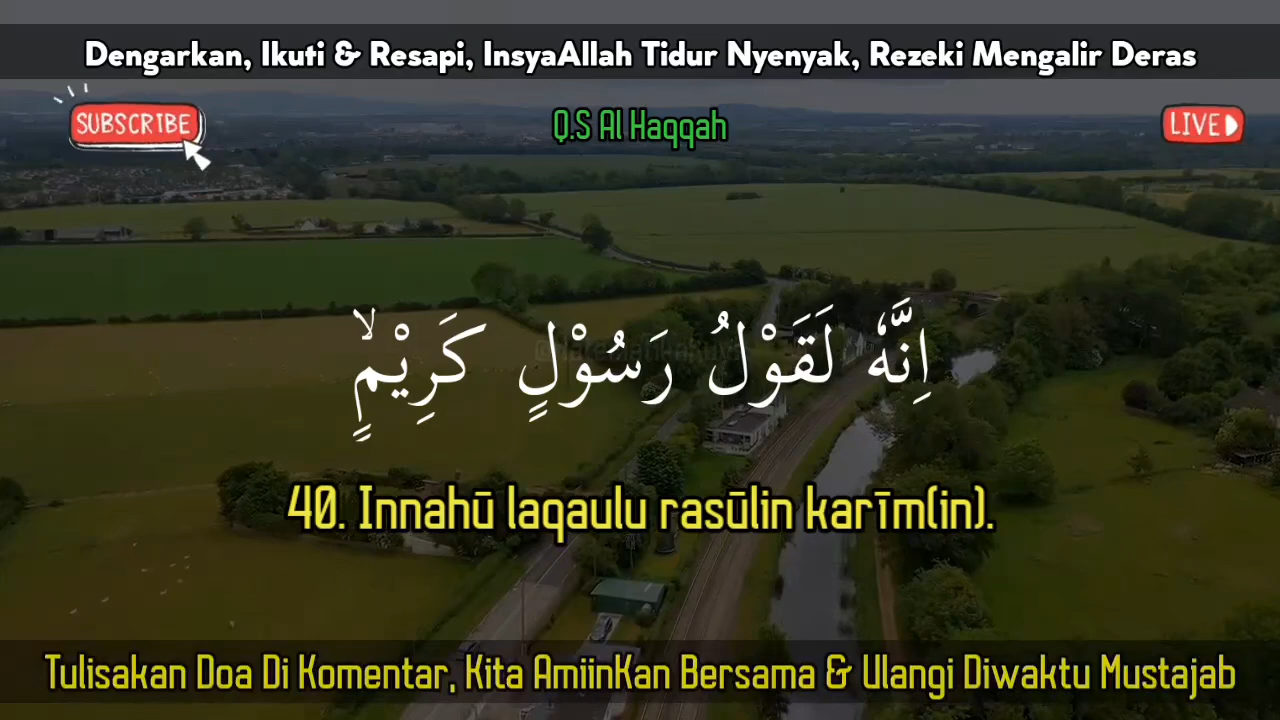 Dengarkan, Ikuti & Resapi, InsyaAllah Tidur Nyenyak, Rezeki Mengalir Deras
SUBSCRIBE
Q.S Al Haqqah
LIVE
اِنَّهٗ لَقَوْلُ رَسُوْلٍ كَرِيْمٍۙ
40. Innahū laqaulu rasūlin karīm(in).
Tulisakan Doa Di Komentar, Kita AmiinKan Bersama & Ulangi Diwaktu Mustajab